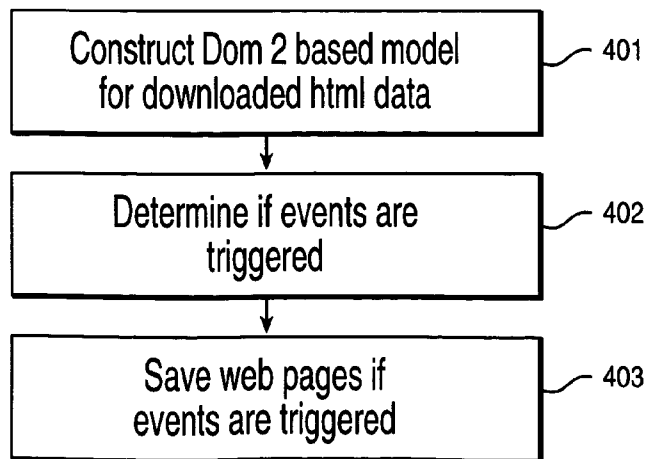 Construct Dom 2 based model
for downloaded html data
401
Determine if events are
triggered
402
Save web pages if
events are triggered
403